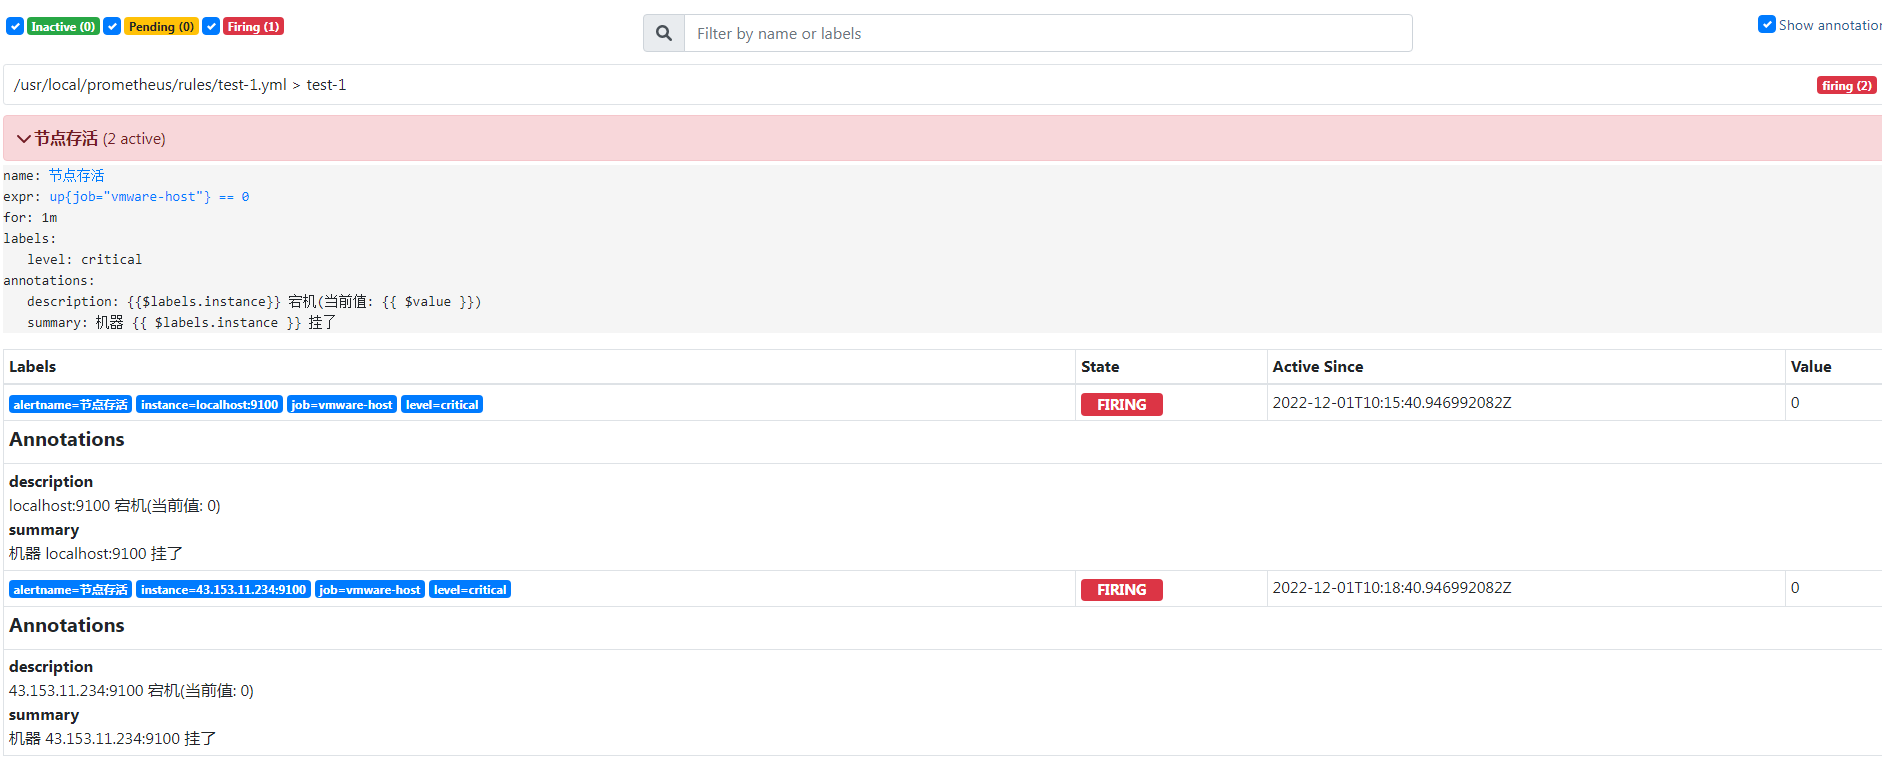 Inactive (0) Pending (0) Firing (1)
Filter by name or labels
Show annotation
/usr/local/prometheus/rules/test-1.yml > test-1
firing (2)
节点存活 (2 active)
name: 节点存活
expr: up{job="vmware-host"} == 0
for: 1m
labels:
level: critical
annotations:
description: {{$labels.instance}} 宕机(当前值: {{ $value }})
summary: 机器 {{ $labels.instance }} 挂了
Labels State Active Since Value
alertname=节点存活 instance=localhost:9100 job=vmware-host level=critical FIRING 2022-12-01T10:15:40.946992082Z 0
Annotations
description
localhost:9100 宕机(当前值: 0)
summary
机器 localhost:9100 挂了
alertname=节点存活 instance=43.153.11.234:9100 job=vmware-host level=critical FIRING 2022-12-01T10:18:40.946992082Z 0
Annotations
description
43.153.11.234:9100 宕机(当前值: 0)
summary
机器 43.153.11.234:9100 挂了